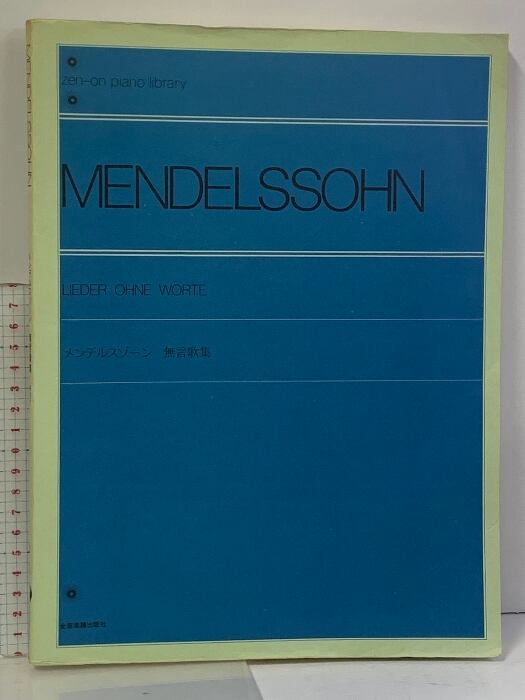 zen-on piano library
MENDELSSOHN
LIEDER OHNE WORTE
メンデルスゾーン 無言歌集
全音楽譜出版社
MENDELSSOHN